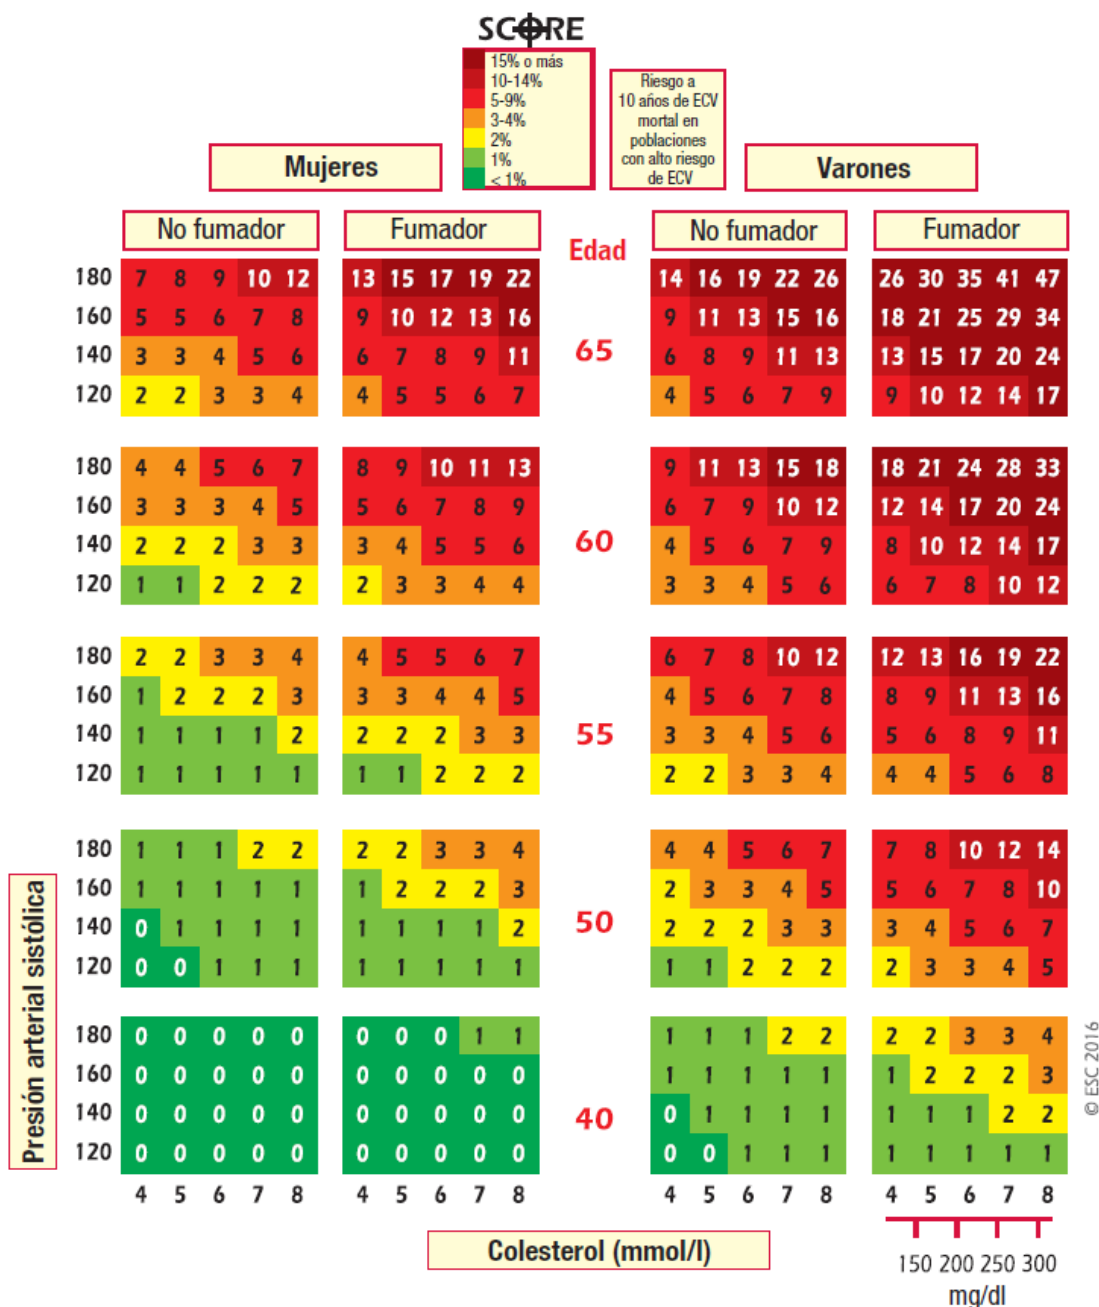 SCORE
15% o más
10-14%
5-9%
3-4%
2%
1%
< 1%
Riesgo a
10 años de ECV
mortal en
poblaciones
con alto riesgo
de ECV
Mujeres
Varones
No fumador
Fumador
Edad
No fumador
Fumador
180 7 8 9 10 12 13 15 17 19 22 14 16 19 22 26 26 30 35 41 47
160 5 5 6 7 8 9 10 12 13 16 9 11 13 15 16 18 21 25 29 34
65
140 3 3 4 5 6 6 7 8 9 11 6 8 9 11 13 13 15 17 20 24
120 2 2 3 3 4 4 5 5 6 7 4 5 6 7 9 9 10 12 14 17
180 4 4 5 6 7 8 9 10 11 13 9 11 13 15 18 18 21 24 28 33
160 3 3 3 4 5 5 6 7 8 9 6 7 9 10 12 12 14 17 20 24
60
140 2 2 2 3 3 3 4 5 5 6 4 5 6 7 9 8 10 12 14 17
120 1 1 2 2 2 2 3 3 4 4 3 3 4 5 6 6 7 8 10 12
180 2 2 3 3 4 4 5 5 6 7 6 7 8 10 12 12 13 16 19 22
160 1 2 2 2 3 3 3 4 4 5 4 5 6 7 8 8 9 11 13 16
55
140 1 1 1 1 2 2 2 2 3 3 3 3 4 5 6 5 6 8 9 11
120 1 1 1 1 1 1 1 2 2 2 2 2 3 3 4 4 4 5 6 8
180 1 1 1 2 2 2 2 3 3 4 4 4 5 6 7 7 8 10 12 14
160 1 1 1 1 1 1 2 2 2 3 2 3 3 4 5 5 6 7 8 10
50
140 0 1 1 1 1 1 1 1 1 2 2 2 2 3 3 3 4 5 6 7
120 0 0 1 1 1 1 1 1 1 1 1 1 2 2 2 2 3 3 4 5
180 0 0 0 0 0 0 0 0 1 1 1 1 1 2 2 2 2 3 3 4
160 0 0 0 0 0 0 0 0 0 0 1 1 1 1 1 1 2 2 2 3
40
140 0 0 0 0 0 0 0 0 0 0 0 1 1 1 1 1 1 1 2 2
120 0 0 0 0 0 0 0 0 0 0 0 0 1 1 1 1 1 1 1 1
4 5 6 7 8 4 5 6 7 8 4 5 6 7 8 4 5 6 7 8
Presión arterial sistólica
Colesterol (mmol/l)
150 200 250 300
mg/dl
© ESC 2016